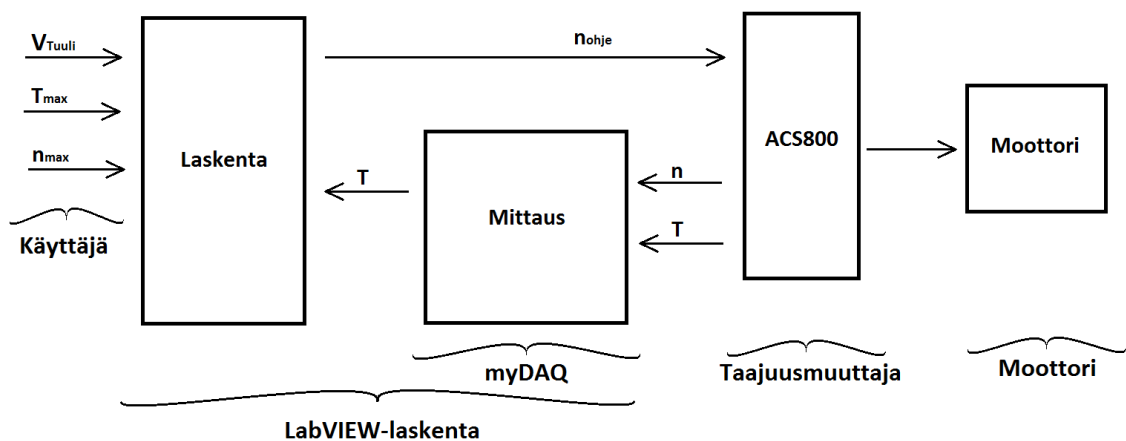 VTuuli
Tmax
nmax
Käyttäjä
Laskenta
nohje
T
Mittaus
n
T
ACS800
Moottori
myDAQ
Taajuusmuuttaja
Moottori
LabVIEW-laskenta